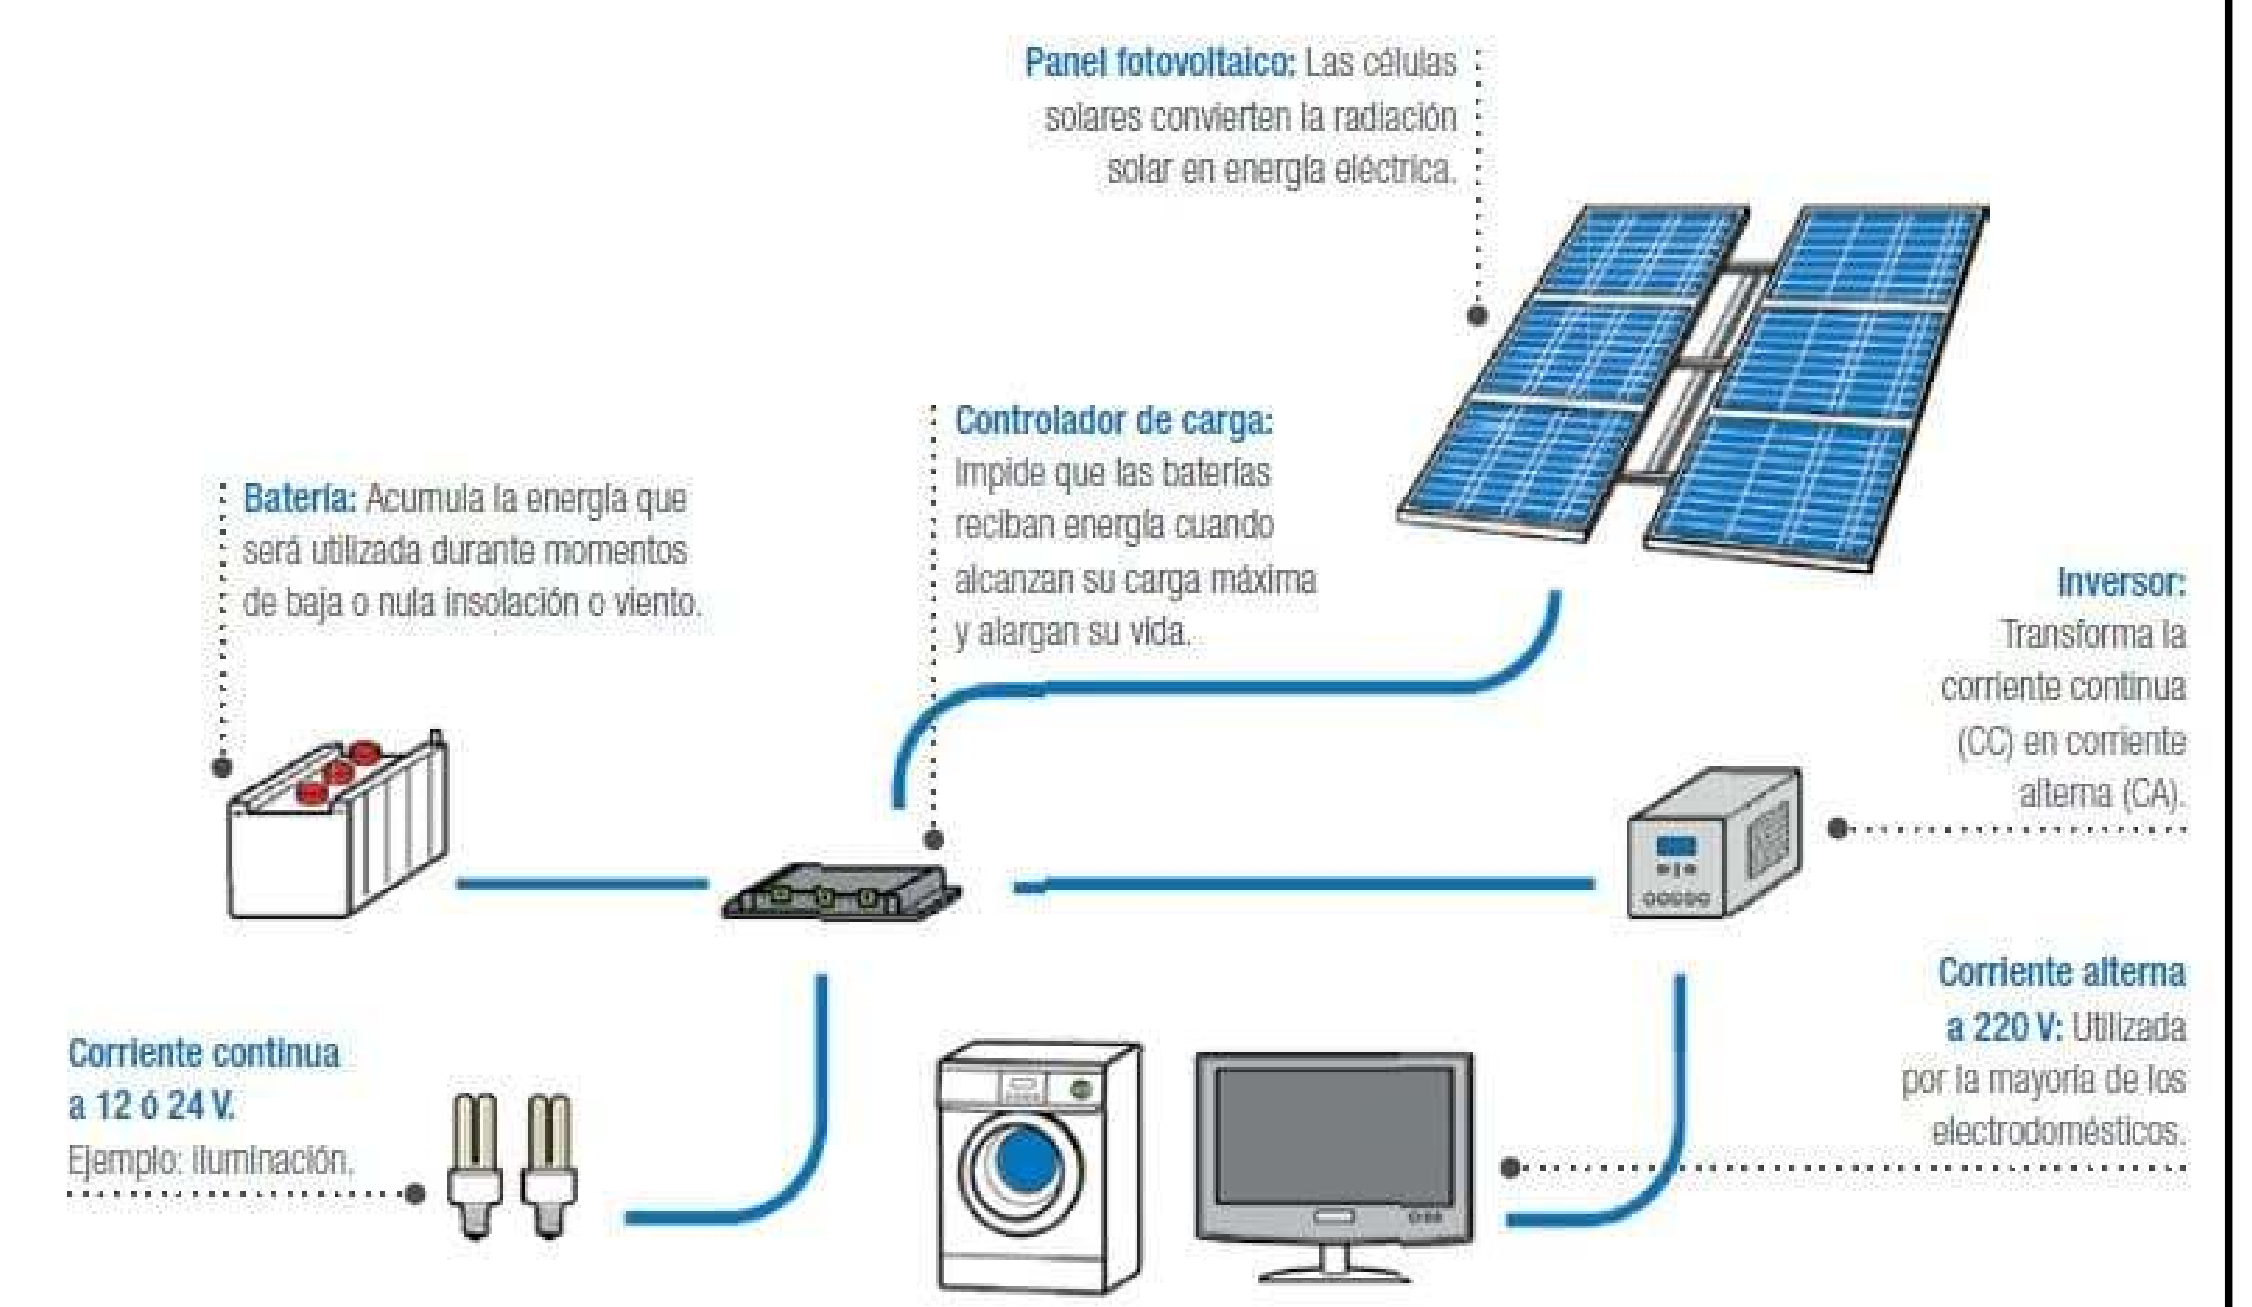 Panel fotovoltaico: Las células
solares convierten la radiación
solar en energía eléctrica.
Controlador de carga:
Impide que las baterías
reciban energía cuando
alcanzan su carga máxima
y alargan su vida.
Batería: Acumula la energía que
será utilizada durante momentos
de baja o nula insolación o viento.
Inversor:
Transforma la
corriente continua
(CC) en corriente
alterna (CA).
Corriente alterna
a 220 V: Utilizada
por la mayoría de los
electrodomésticos.
Corriente continua
a 12 ó 24 V.
Ejemplo: iluminación.